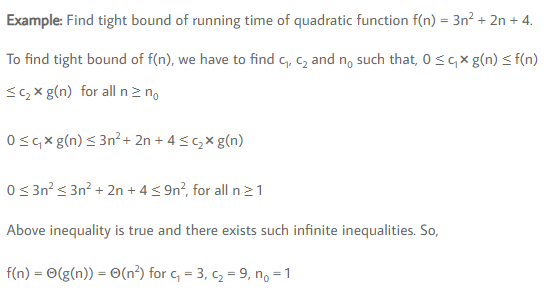 Example: Find tight bound of running time of quadratic function f(n) = 3n² + 2n + 4.
To find tight bound of f(n), we have to find c₁, c₂ and n₀ such that, 0 ≤ c₁ × g(n) ≤ f(n)
≤ c₂ × g(n) for all n ≥ n₀
0 ≤ c₁ × g(n) ≤ 3n² + 2n + 4 ≤ c₂ × g(n)
0 ≤ 3n² ≤ 3n² + 2n + 4 ≤ 9n², for all n ≥ 1
Above inequality is true and there exists such infinite inequalities. So,
f(n) = Θ(g(n)) = Θ(n²) for c₁ = 3, c₂ = 9, n₀ = 1